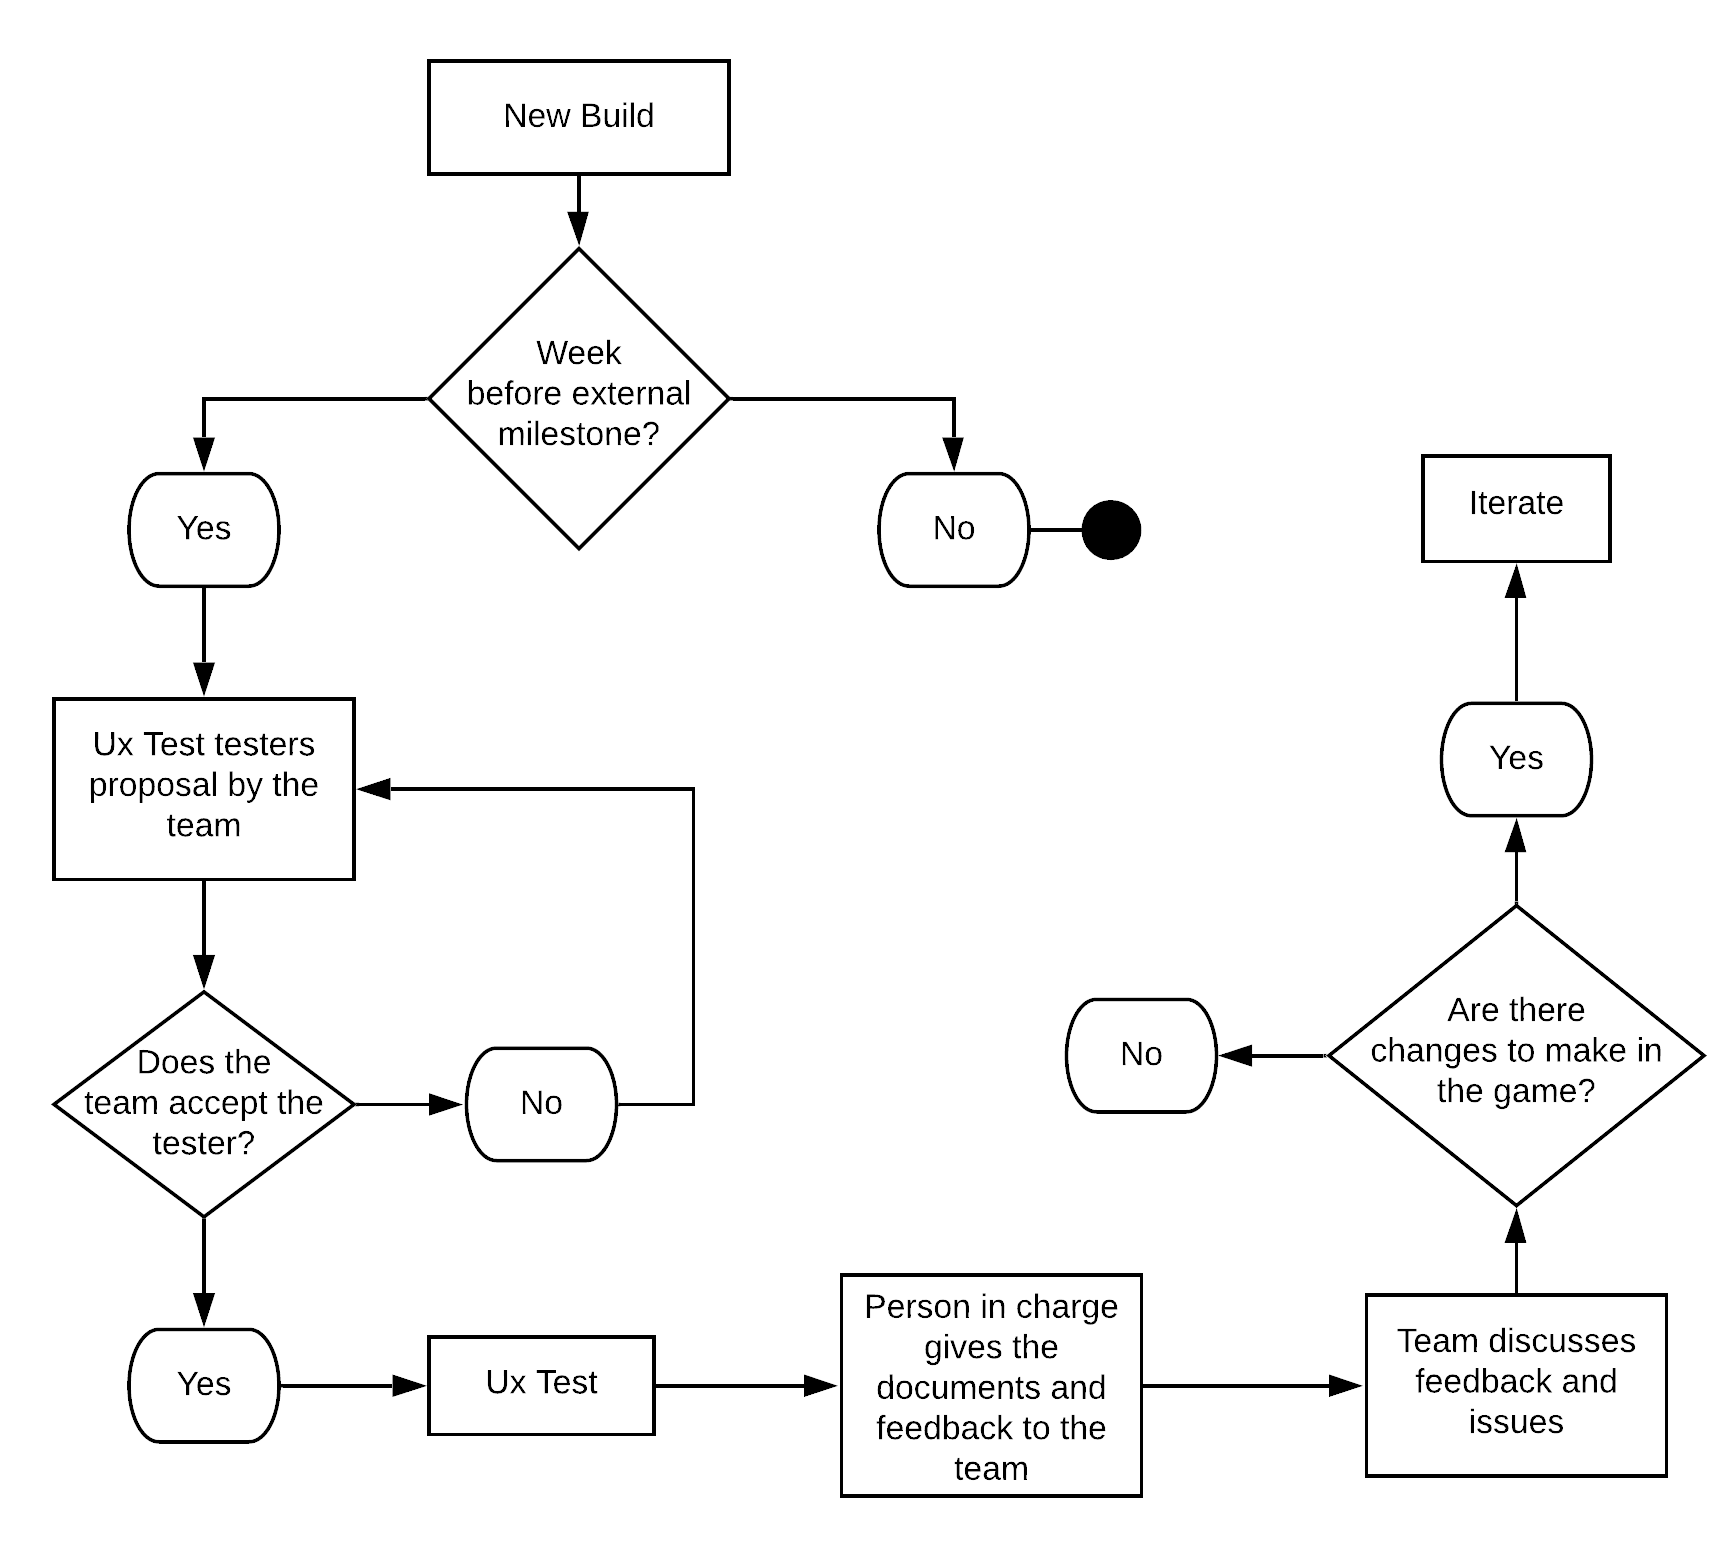 New Build
Week
before external
milestone?
Yes
No
Ux Test testers
proposal by the
team
Does the
team accept the
tester?
No
Yes
Ux Test
Person in charge
gives the
documents and
feedback to the
team
Team discusses
feedback and
issues
Are there
changes to make in
the game?
No
Yes
Iterate